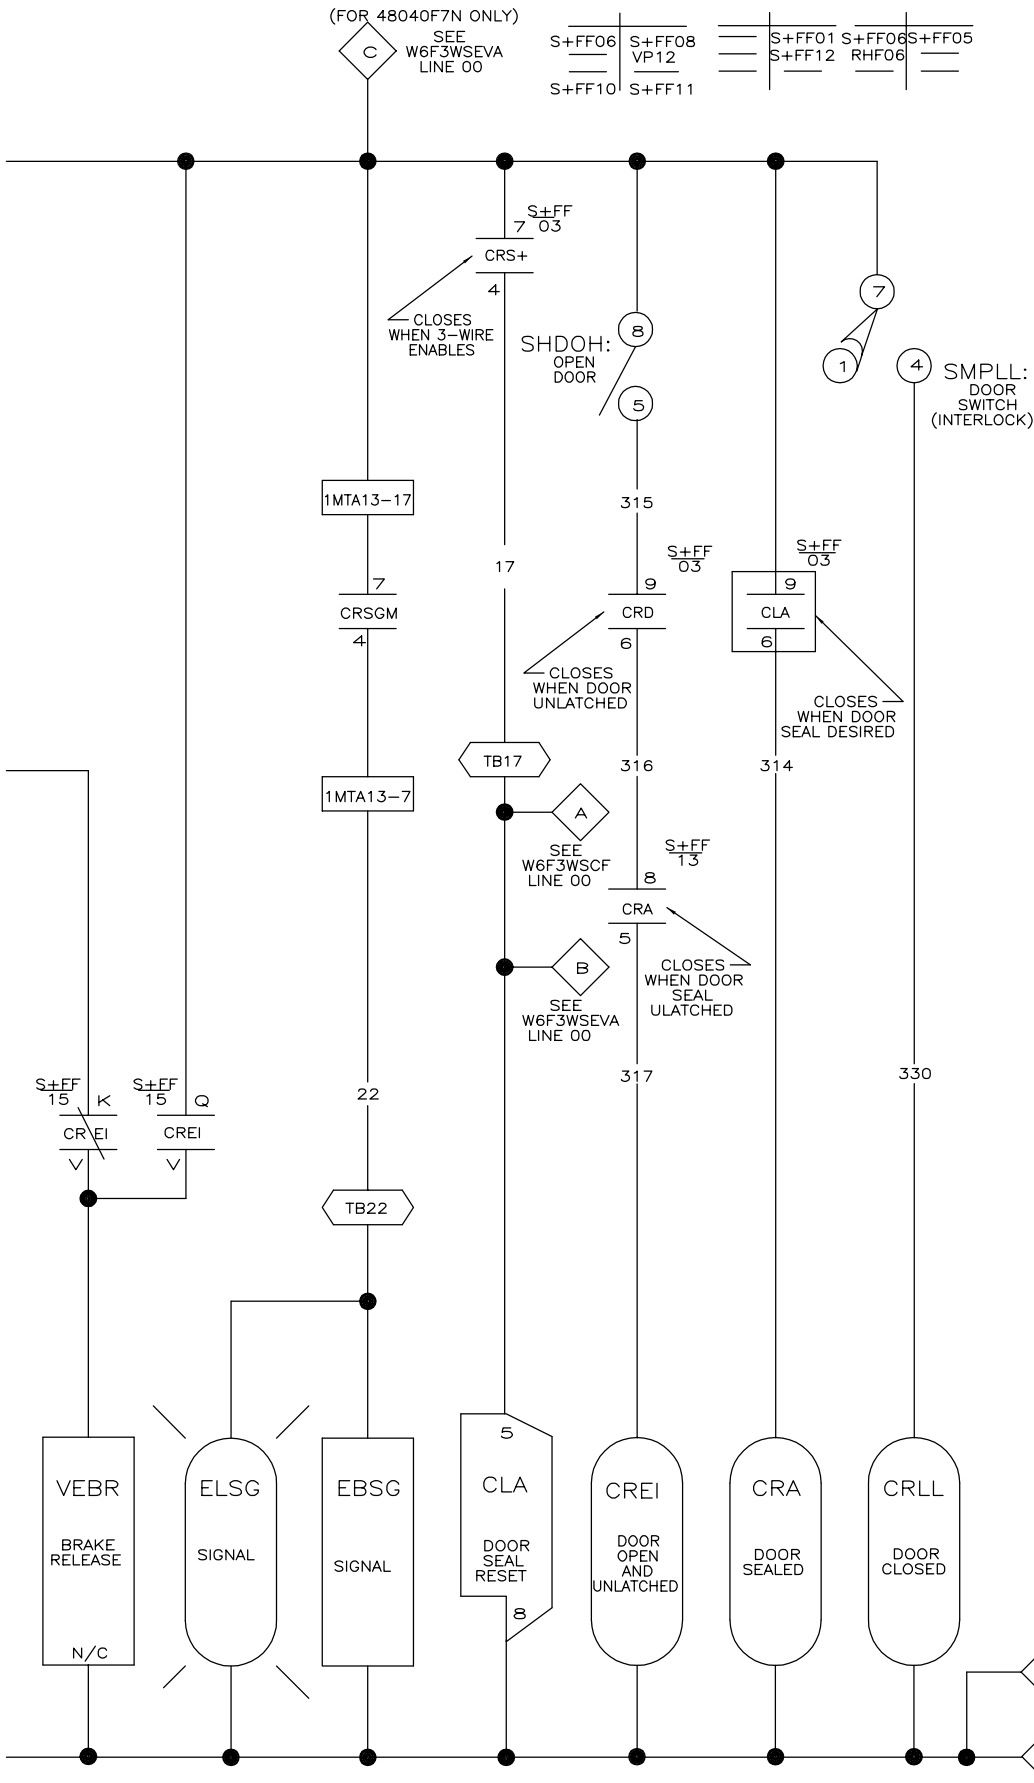 (FOR 48040F7N ONLY)
C
SEE
W6F3WSEVA
LINE 00
S+FF06
S+FF08
VP12
S+FF10
S+FF11
S+FF01
S+FF12
S+FF06
RHF06
S+FF05
7
S+FF
03
CRS+
4
CLOSES
WHEN 3-WIRE
ENABLES
SHDOH:
OPEN
DOOR
8
5
7
1
4
SMPLL:
DOOR
SWITCH
(INTERLOCK)
1MTA13-17
315
17
7
CRSGM
4
S+FF
03
9
CRD
6
CLOSES
WHEN DOOR
UNLATCHED
S+FF
03
9
CLA
6
CLOSES
WHEN DOOR
SEAL DESIRED
TB17
316
314
1MTA13-7
A
SEE
W6F3WSCF
LINE 00
S+FF
13
8
CRA
5
CLOSES
WHEN DOOR
SEAL
ULATCHED
B
SEE
W6F3WSEVA
LINE 00
317
330
22
S+FF
15
K
CREI
V
S+FF
15
Q
CREI
V
TB22
VEBR
BRAKE
RELEASE
N/C
ELSG
SIGNAL
EBSG
SIGNAL
5
CLA
DOOR
SEAL
RESET
8
CREI
DOOR
OPEN
AND
UNLATCHED
CRA
DOOR
SEALED
CRLL
DOOR
CLOSED